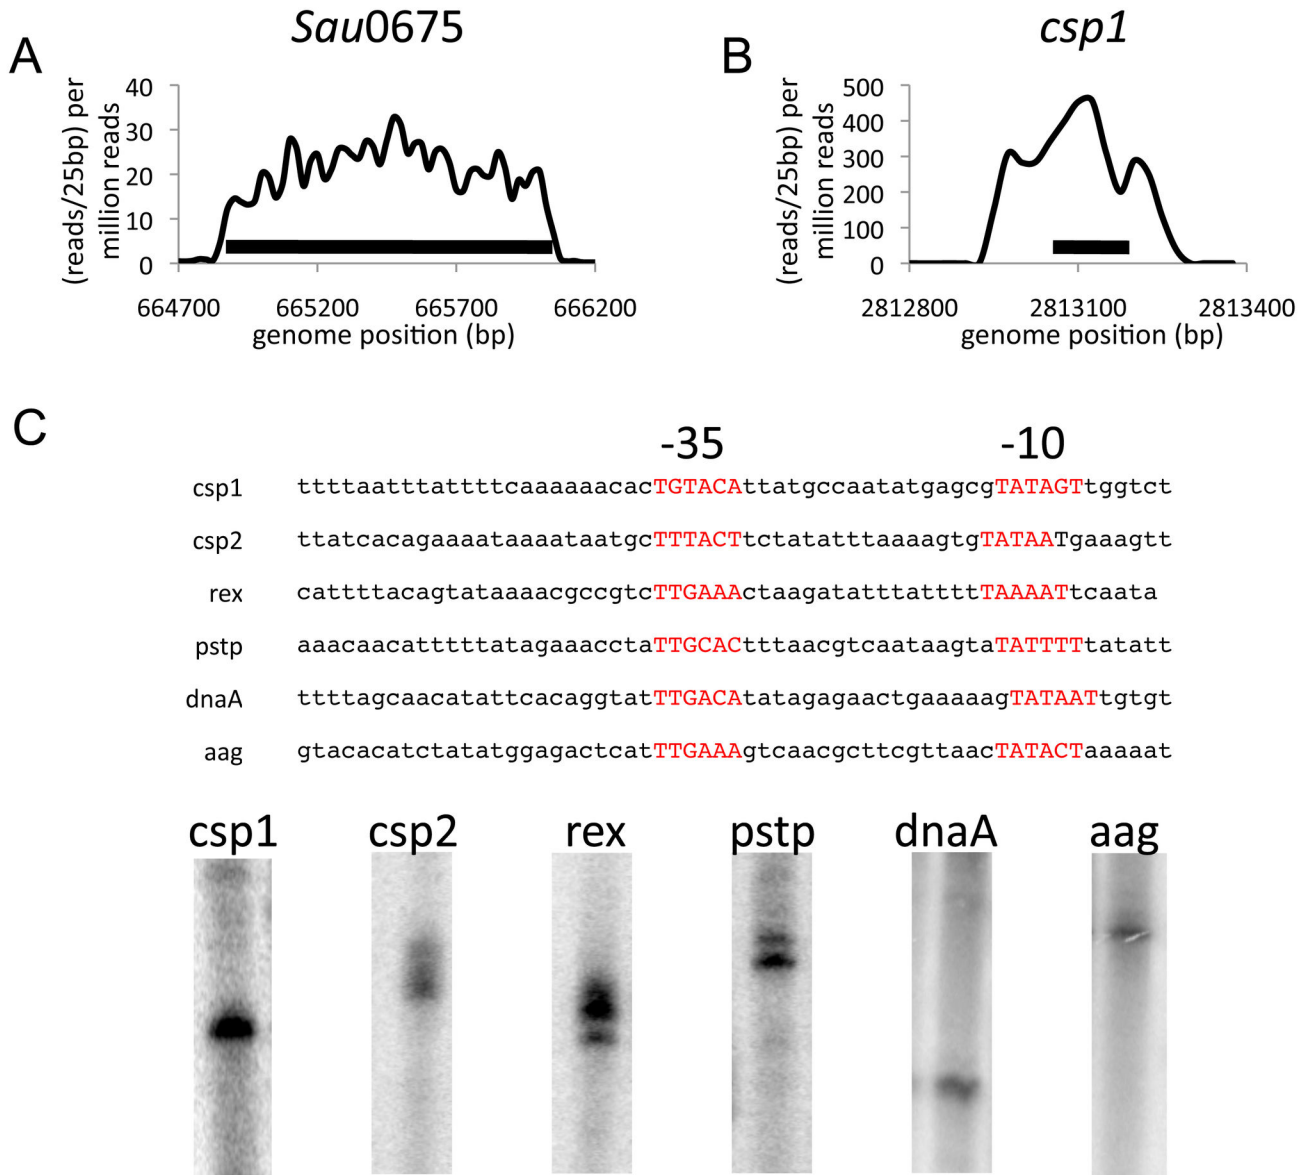 A
Sau0675
(reads/25bp) per
million reads
40
30
20
10
0
664700 665200 665700 666200
genome position (bp)
B
csp1
(reads/25bp) per
million reads
500
400
300
200
100
0
2812800 2813100 2813400
genome position (bp)
C
-35 -10
csp1 ttttaatttattttcaaaaaacacTGTACAttatgccaatatgagcgTATAGTtggtct
csp2 ttatcacagaaaataaaataatgcTTTACTtctatatttaaaagtgTATAATgaaagtt
rex cattttacagtataaaacgccgtcTTGAAActaagatatttatttttTAAAATtcaata
pstp aaacaacatttttatagaaacctaTTGCACtttaacgtcaataagtaTATTTTtatatt
dnaA ttttagcaacatattcacaggtatTTGACAtatagagaactgaaaaagTATAATtgtgt
aag gtacacatctatatggagactcatTTGAAAgtcaacgcttcgttaacTATACTaaaaat
csp1 csp2 rex pstp dnaA aag